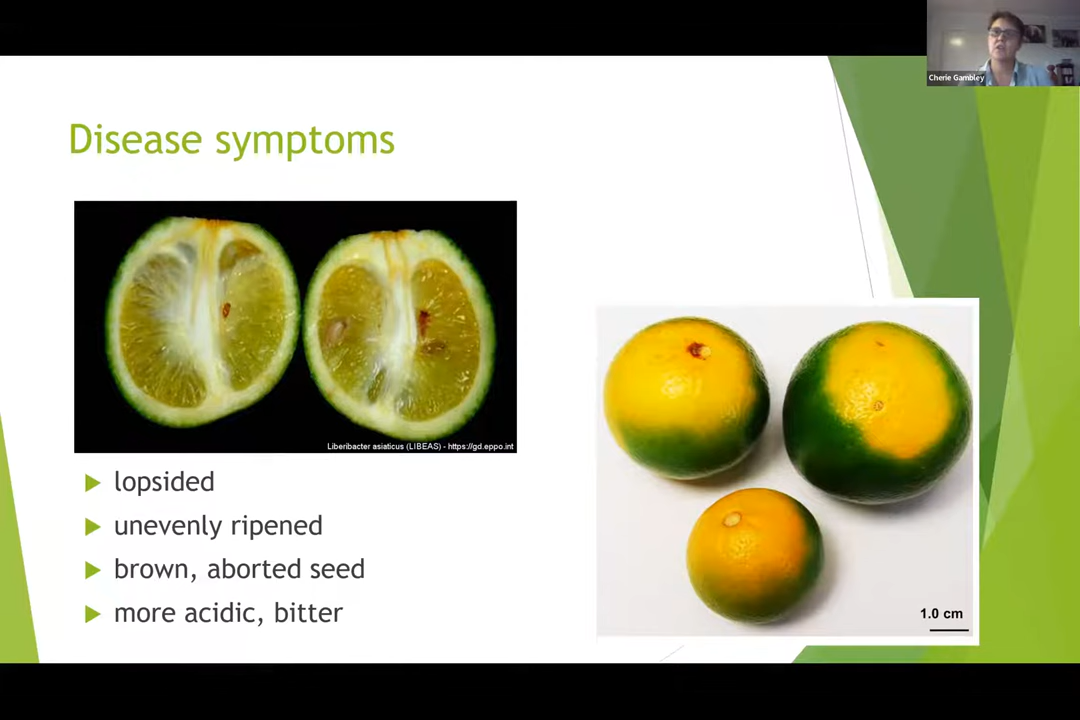 Cherie Gambley
Disease symptoms
Liberibacter asiaticus (LIBEAS) - https://gd.eppo.int
lopsided
unevenly ripened
brown, aborted seed
more acidic, bitter
1.0 cm